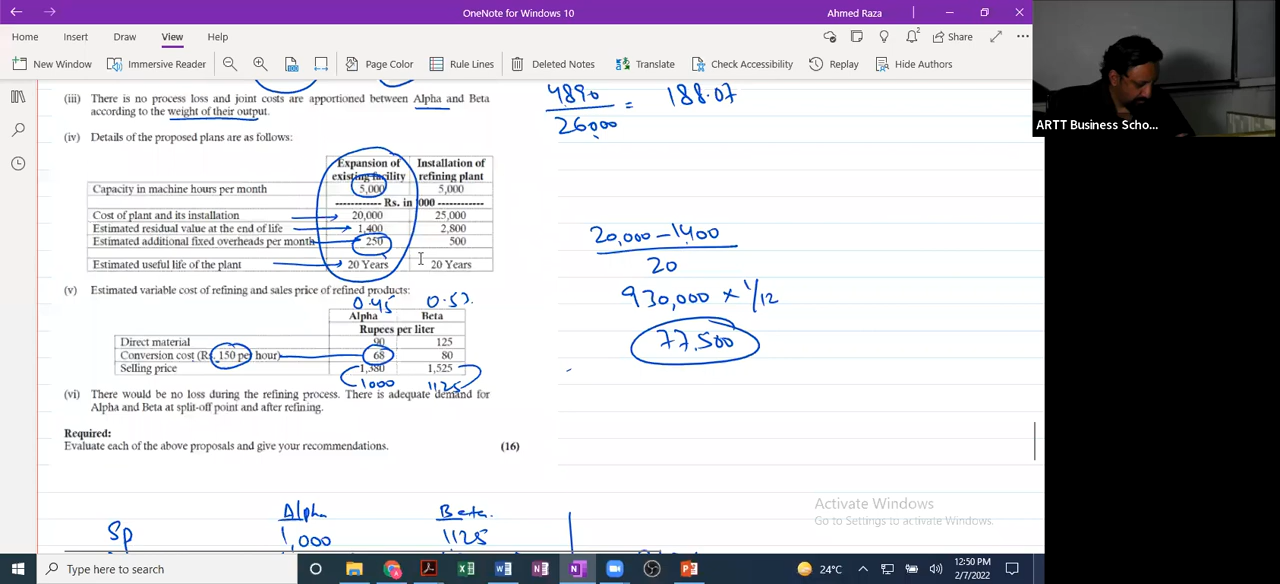 OneNote for Windows 10
Ahmed Raza
Home Insert Draw View Help
Share
New Window Immersive Reader Page Color Rule Lines Deleted Notes Translate Check Accessibility Replay Hide Authors
ARTT Business Scho...
(iii) There is no process loss and joint costs are apportioned between Alpha and Beta
according to the weight of their output.
4890
26000
= 188.07
(iv) Details of the proposed plans are as follows:
Expansion of existing facility Installation of refining plant
Capacity in machine hours per month 5,000 5,000
------------ Rs. in '000 ------------
Cost of plant and its installation 20,000 25,000
Estimated residual value at the end of life 1,400 2,800
Estimated additional fixed overheads per month 250 500
Estimated useful life of the plant 20 Years 20 Years
20,000 - 1400
20
930,000 x 1/12
77,500
(v) Estimated variable cost of refining and sales price of refined products:
0.45 0.53
Alpha Beta
Rupees per liter
Direct material 90 125
Conversion cost (Rs. 150 per hour) 68 80
Selling price 1,380 1,525
1000 1125
(vi) There would be no loss during the refining process. There is adequate demand for
Alpha and Beta at split-off point and after refining.
Required:
Evaluate each of the above proposals and give your recommendations. (16)
Alpha Beta
Sp 1,000 1125
Activate Windows
Go to Settings to activate Windows.
Type here to search
24°C
12:50 PM
2/7/2022